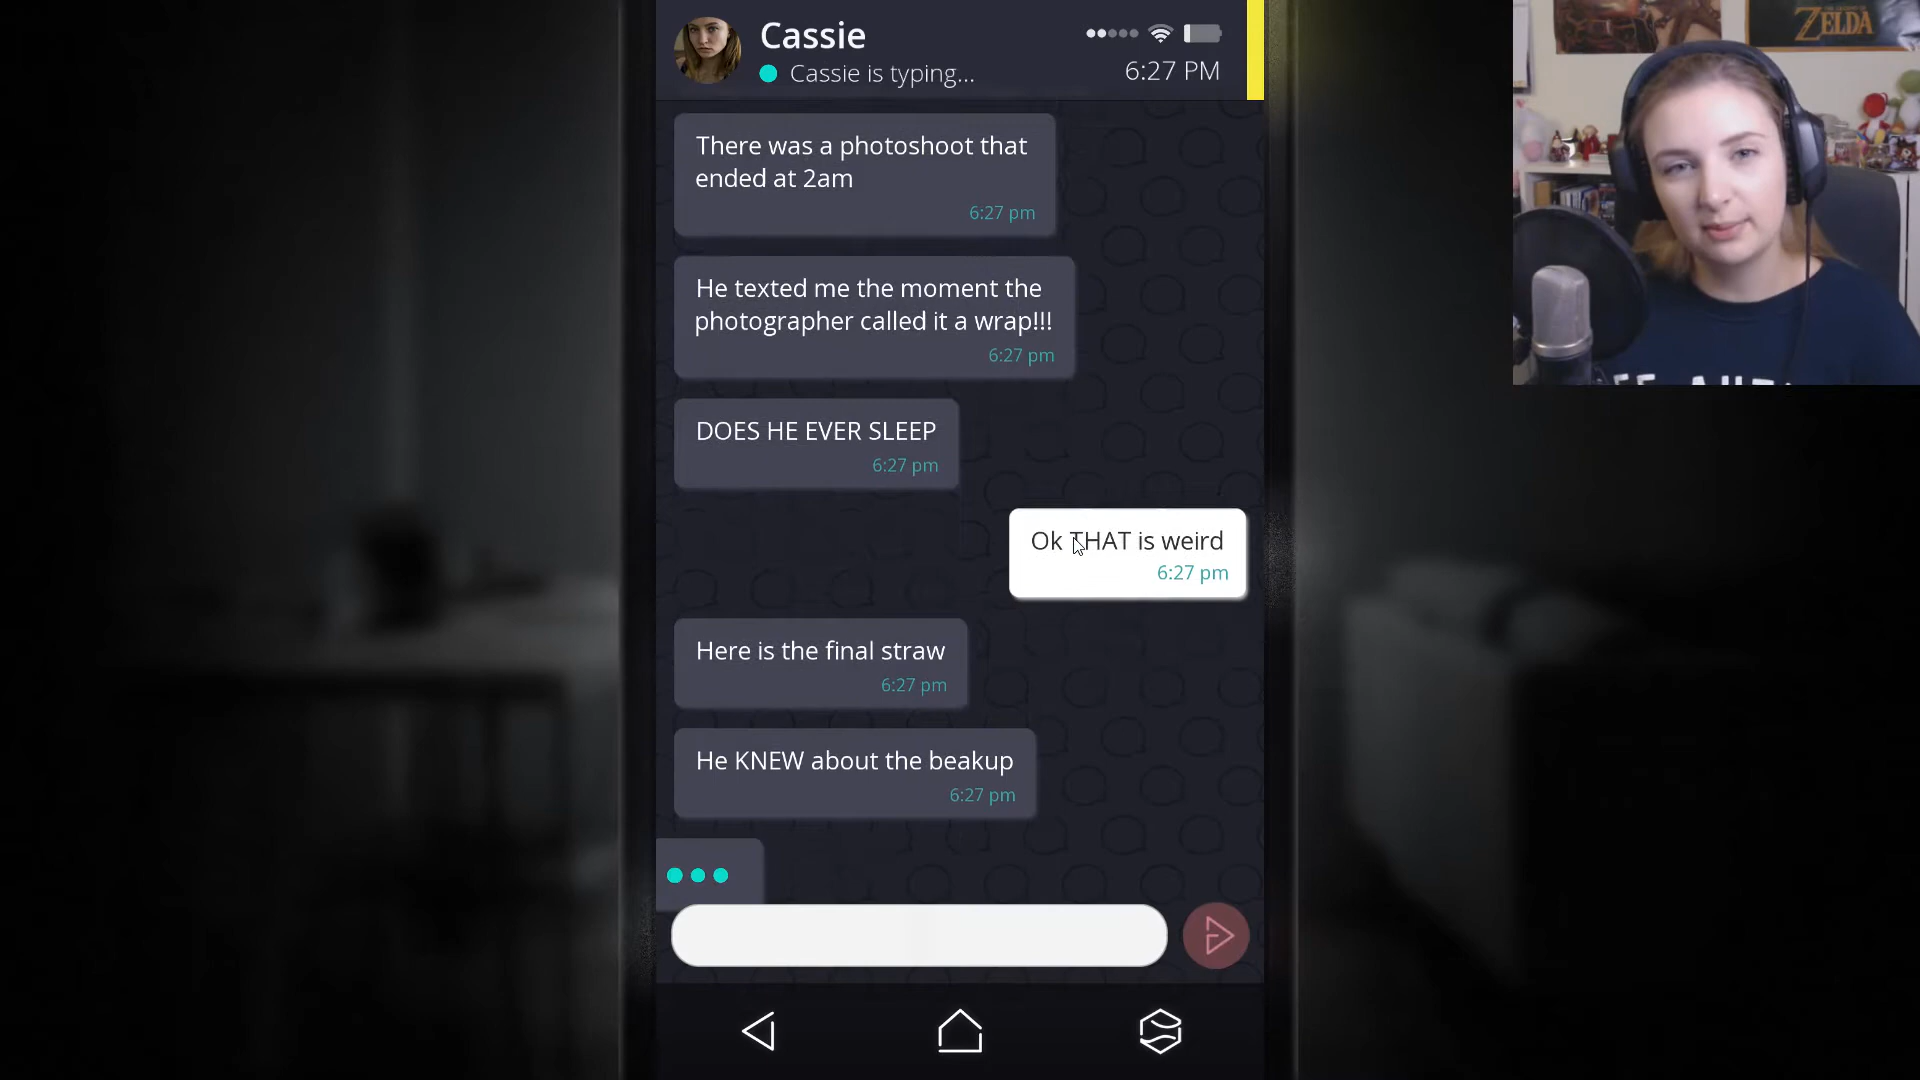 Cassie
Cassie is typing...
6:27 PM
There was a photoshoot that
ended at 2am
6:27 pm
He texted me the moment the
photographer called it a wrap!!!
6:27 pm
DOES HE EVER SLEEP
6:27 pm
Ok THAT is weird
6:27 pm
Here is the final straw
6:27 pm
He KNEW about the beakup
6:27 pm
ZELDA